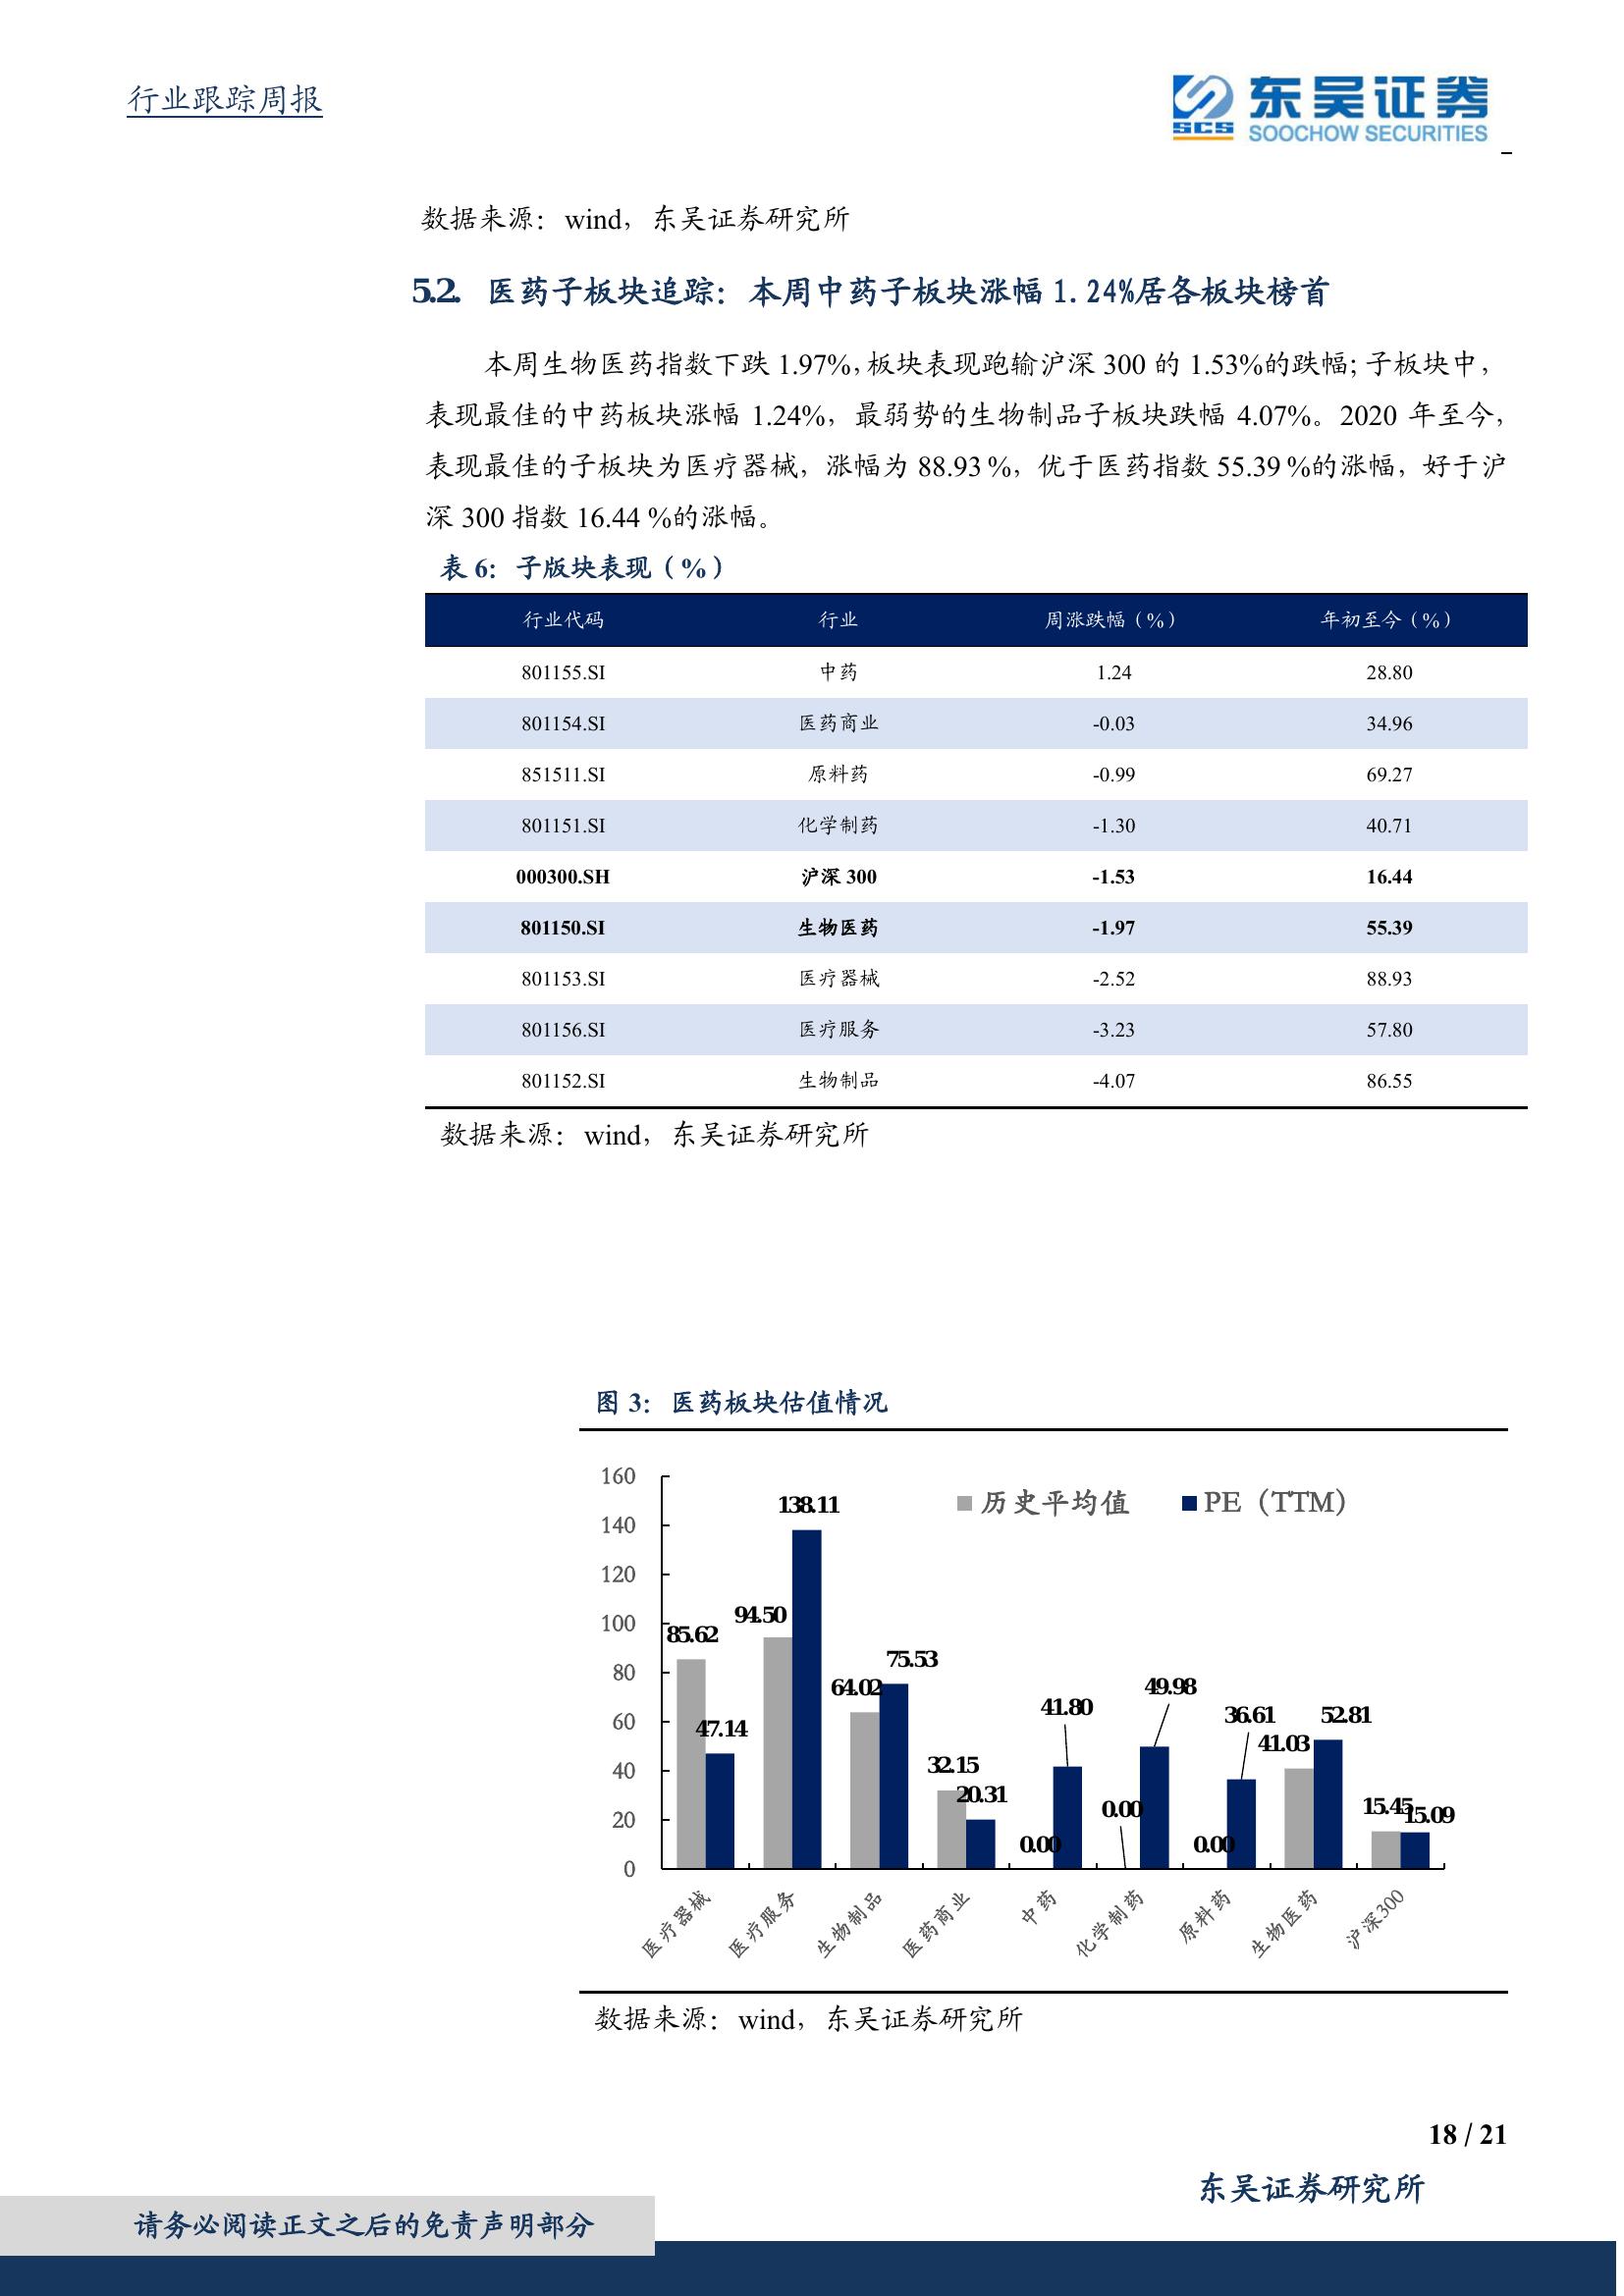 行业跟踪周报
东吴证券
SCS
SOOCHOW SECURITIES
数据来源：wind，东吴证券研究所
5.2. 医药子板块追踪：本周中药子板块涨幅 1.24%居各板块榜首
本周生物医药指数下跌 1.97%，板块表现跑输沪深 300 的 1.53%的跌幅；子板块中，
表现最佳的中药板块涨幅 1.24%，最弱势的生物制品子板块跌幅 4.07%。2020 年至今，
表现最佳的子板块为医疗器械，涨幅为 88.93 %，优于医药指数 55.39 %的涨幅，好于沪
深 300 指数 16.44 %的涨幅。
表 6：子版块表现（%）
行业代码 行业 周涨跌幅（%） 年初至今（%）
801155.SI 中药 1.24 28.80
801154.SI 医药商业 -0.03 34.96
851511.SI 原料药 -0.99 69.27
801151.SI 化学制药 -1.30 40.71
000300.SH 沪深 300 -1.53 16.44
801150.SI 生物医药 -1.97 55.39
801153.SI 医疗器械 -2.52 88.93
801156.SI 医疗服务 -3.23 57.80
801152.SI 生物制品 -4.07 86.55
数据来源：wind，东吴证券研究所
图 3：医药板块估值情况
历史平均值 PE（TTM）
160
140
120
100
80
60
40
20
0
85.62 47.14
94.50 138.11
64.02 75.53
32.15 20.31
0.00 41.80
0.00 49.98
0.00 36.61
41.03 52.81
15.45 15.09
医疗器械 医疗服务 生物制品 医药商业 中药 化学制药 原料药 生物医药 沪深300
数据来源：wind，东吴证券研究所
18 / 21
东吴证券研究所
请务必阅读正文之后的免责声明部分